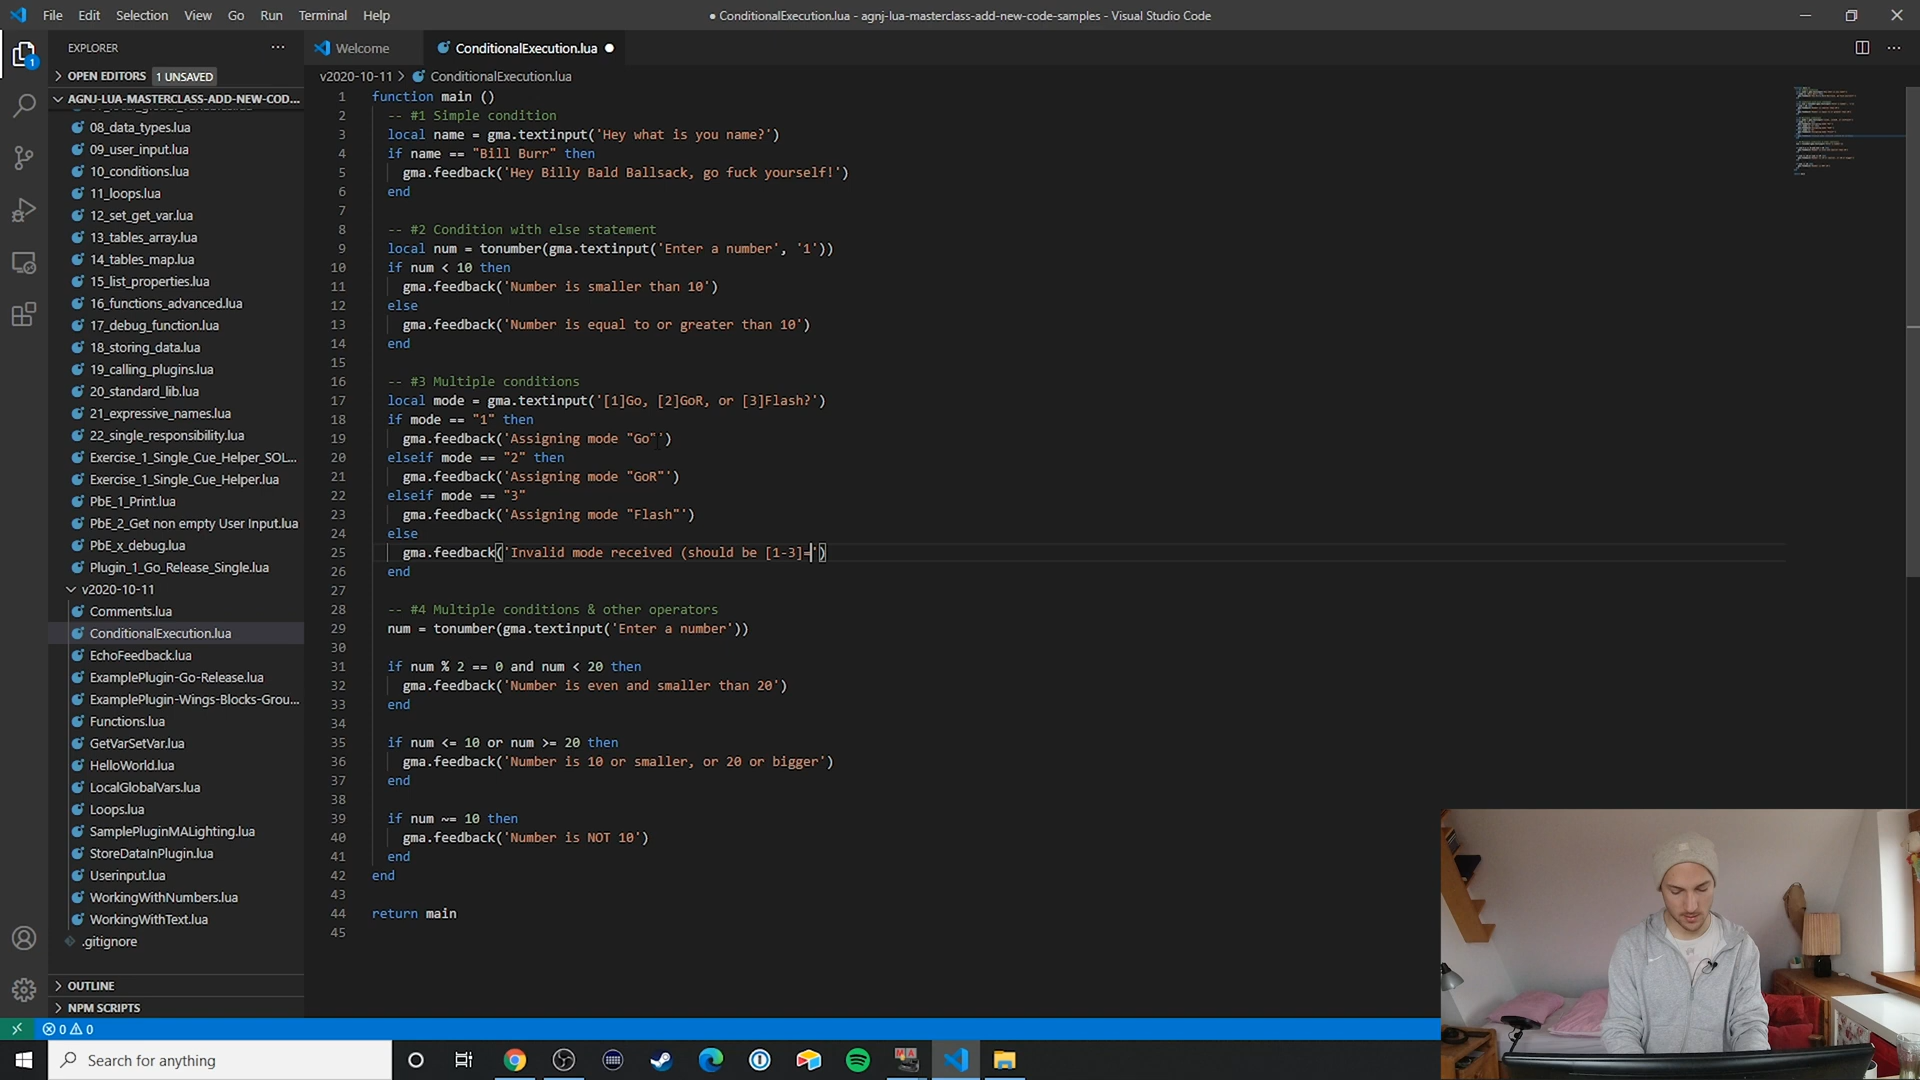 File Edit Selection View Go Run Terminal Help
● ConditionalExecution.lua - agnj-lua-masterclass-add-new-code-samples - Visual Studio Code
EXPLORER
OPEN EDITORS 1 UNSAVED
AGNJ-LUA-MASTERCLASS-ADD-NEW-COD...
08_data_types.lua
09_user_input.lua
10_conditions.lua
11_loops.lua
12_set_get_var.lua
13_tables_array.lua
14_tables_map.lua
15_list_properties.lua
16_functions_advanced.lua
17_debug_function.lua
18_storing_data.lua
19_calling_plugins.lua
20_standard_lib.lua
21_expressive_names.lua
22_single_responsibility.lua
Exercise_1_Single_Cue_Helper_SOL...
Exercise_1_Single_Cue_Helper.lua
PbE_1_Print.lua
PbE_2_Get non empty User Input.lua
PbE_x_debug.lua
Plugin_1_Go_Release_Single.lua
v2020-10-11
Comments.lua
ConditionalExecution.lua
EchoFeedback.lua
ExamplePlugin-Go-Release.lua
ExamplePlugin-Wings-Blocks-Grou...
Functions.lua
GetVarSetVar.lua
HelloWorld.lua
LocalGlobalVars.lua
Loops.lua
SamplePluginMALighting.lua
StoreDataInPlugin.lua
Userinput.lua
WorkingWithNumbers.lua
WorkingWithText.lua
.gitignore
OUTLINE
NPM SCRIPTS
Welcome
ConditionalExecution.lua
v2020-10-11 > ConditionalExecution.lua
1 function main ()
2 -- #1 Simple condition
3 local name = gma.textinput('Hey what is you name?')
4 if name == "Bill Burr" then
5 gma.feedback('Hey Billy Bald Ballsack, go fuck yourself!')
6 end
7
8 -- #2 Condition with else statement
9 local num = tonumber(gma.textinput('Enter a number', '1'))
10 if num < 10 then
11 gma.feedback('Number is smaller than 10')
12 else
13 gma.feedback('Number is equal to or greater than 10')
14 end
15
16 -- #3 Multiple conditions
17 local mode = gma.textinput('[1]Go, [2]GoR, or [3]Flash?')
18 if mode == "1" then
19 gma.feedback('Assigning mode "Go"')
20 elseif mode == "2" then
21 gma.feedback('Assigning mode "GoR"')
22 elseif mode == "3"
23 gma.feedback('Assigning mode "Flash"')
24 else
25 gma.feedback('Invalid mode received (should be [1-3]=')
26 end
27
28 -- #4 Multiple conditions & other operators
29 num = tonumber(gma.textinput('Enter a number'))
30
31 if num % 2 == 0 and num < 20 then
32 gma.feedback('Number is even and smaller than 20')
33 end
34
35 if num <= 10 or num >= 20 then
36 gma.feedback('Number is 10 or smaller, or 20 or bigger')
37 end
38
39 if num ~= 10 then
40 gma.feedback('Number is NOT 10')
41 end
42 end
43
44 return main
45
0 0
Search for anything